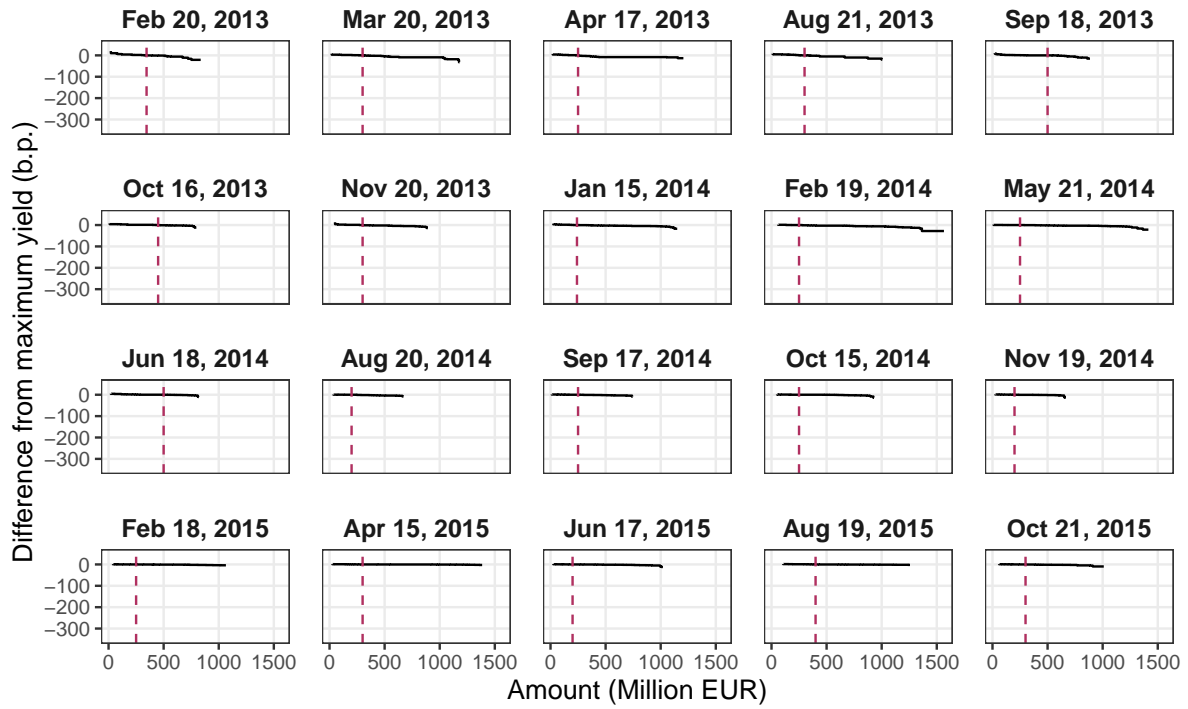 Feb 20, 2013
Mar 20, 2013
Apr 17, 2013
Aug 21, 2013
Sep 18, 2013
0
−100
−200
−300
Oct 16, 2013
Nov 20, 2013
Jan 15, 2014
Feb 19, 2014
May 21, 2014
0
−100
−200
−300
Jun 18, 2014
Aug 20, 2014
Sep 17, 2014
Oct 15, 2014
Nov 19, 2014
0
−100
−200
−300
Feb 18, 2015
Apr 15, 2015
Jun 17, 2015
Aug 19, 2015
Oct 21, 2015
0
−100
−200
−300
0 500 1000 1500 0 500 1000 1500 0 500 1000 1500 0 500 1000 1500 0 500 1000 1500
Amount (Million EUR)
Difference from maximum yield (b.p.)